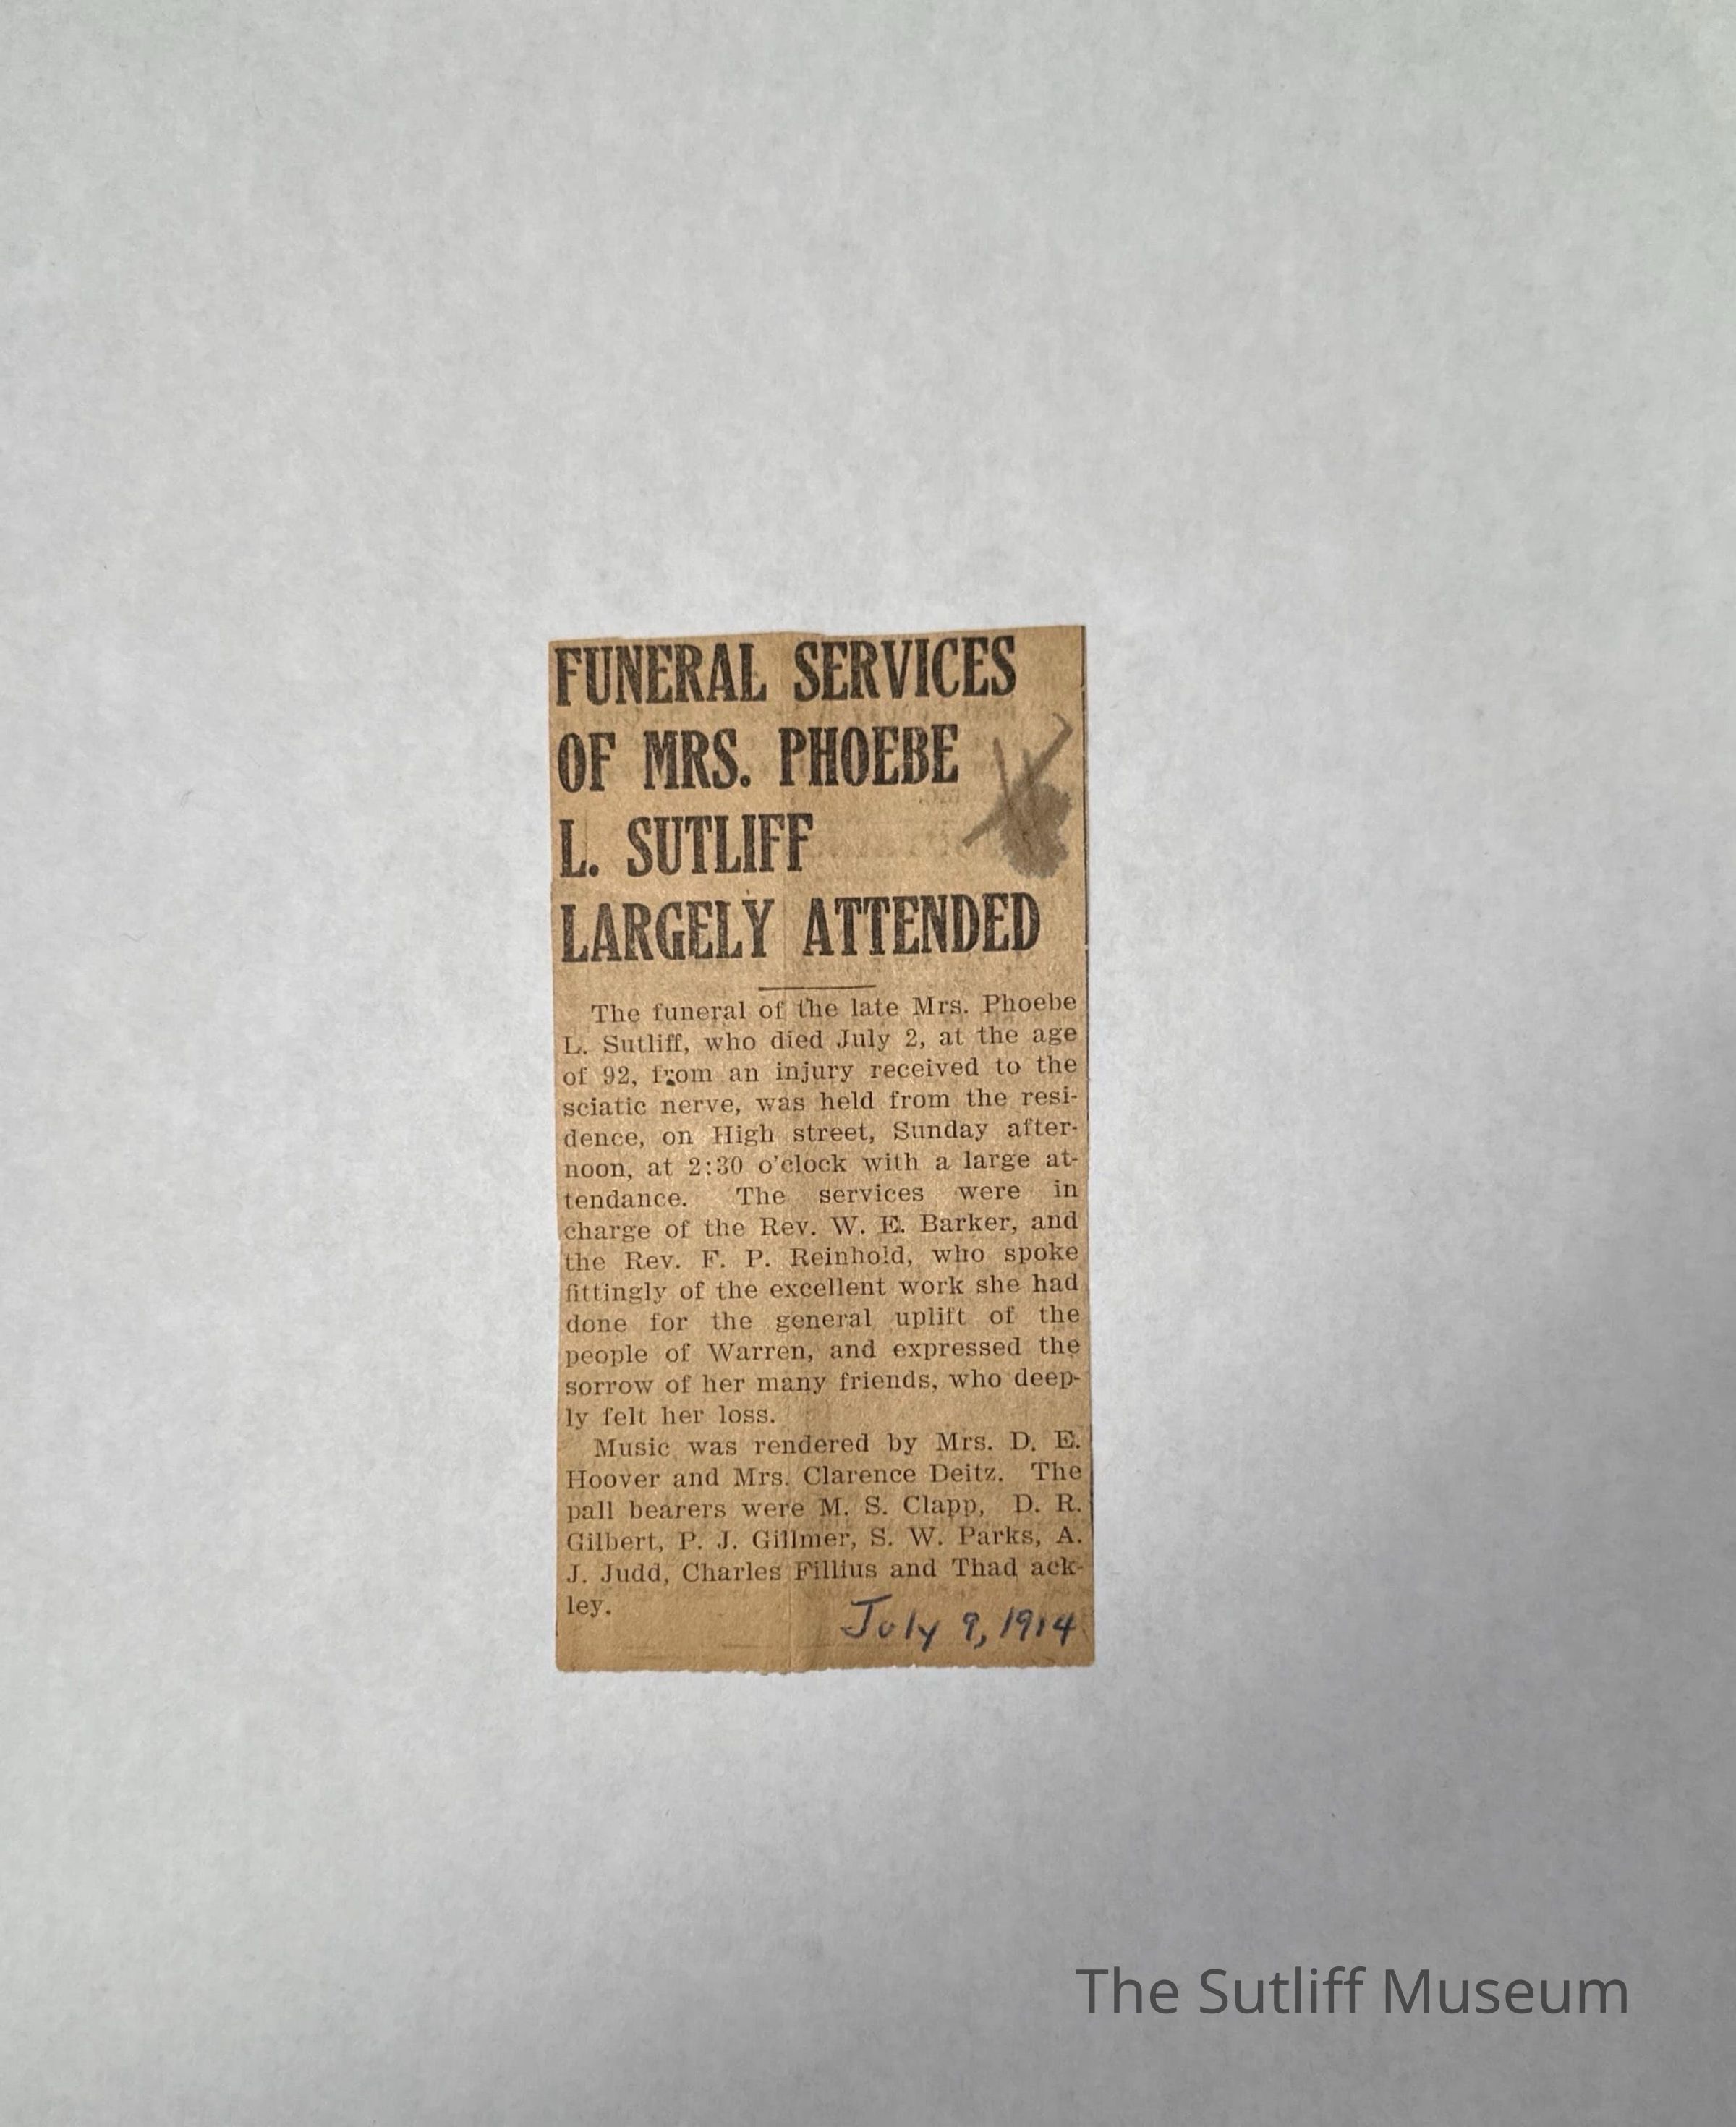 FUNERAL SERVICES
OF MRS. PHOEBE
L. SUTLIFF
LARGELY ATTENDED
The funeral of the late Mrs. Phoebe
L. Sutliff, who died July 2, at the age
of 92, from an injury received to the
sciatic nerve, was held from the resi-
dence, on High street, Sunday after-
noon, at 2:30 o'clock with a large at-
tendance. The services were in
charge of the Rev. W. E. Barker, and
the Rev. F. P. Reinhold, who spoke
fittingly of the excellent work she had
done for the general uplift of the
people of Warren, and expressed the
sorrow of her many friends, who deep-
ly felt her loss.
Music was rendered by Mrs. D. E.
Hoover and Mrs. Clarence Deitz. The
pall bearers were M. S. Clapp, D. R.
Gilbert, P. J. Gillmer, S. W. Parks, A.
J. Judd, Charles Fillius and Thad ack-
ley.
July 9, 1914
The Sutliff Museum